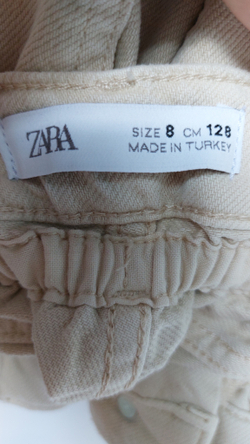 ZARA
SIZE 8 CM 128
MADE IN TURKEY